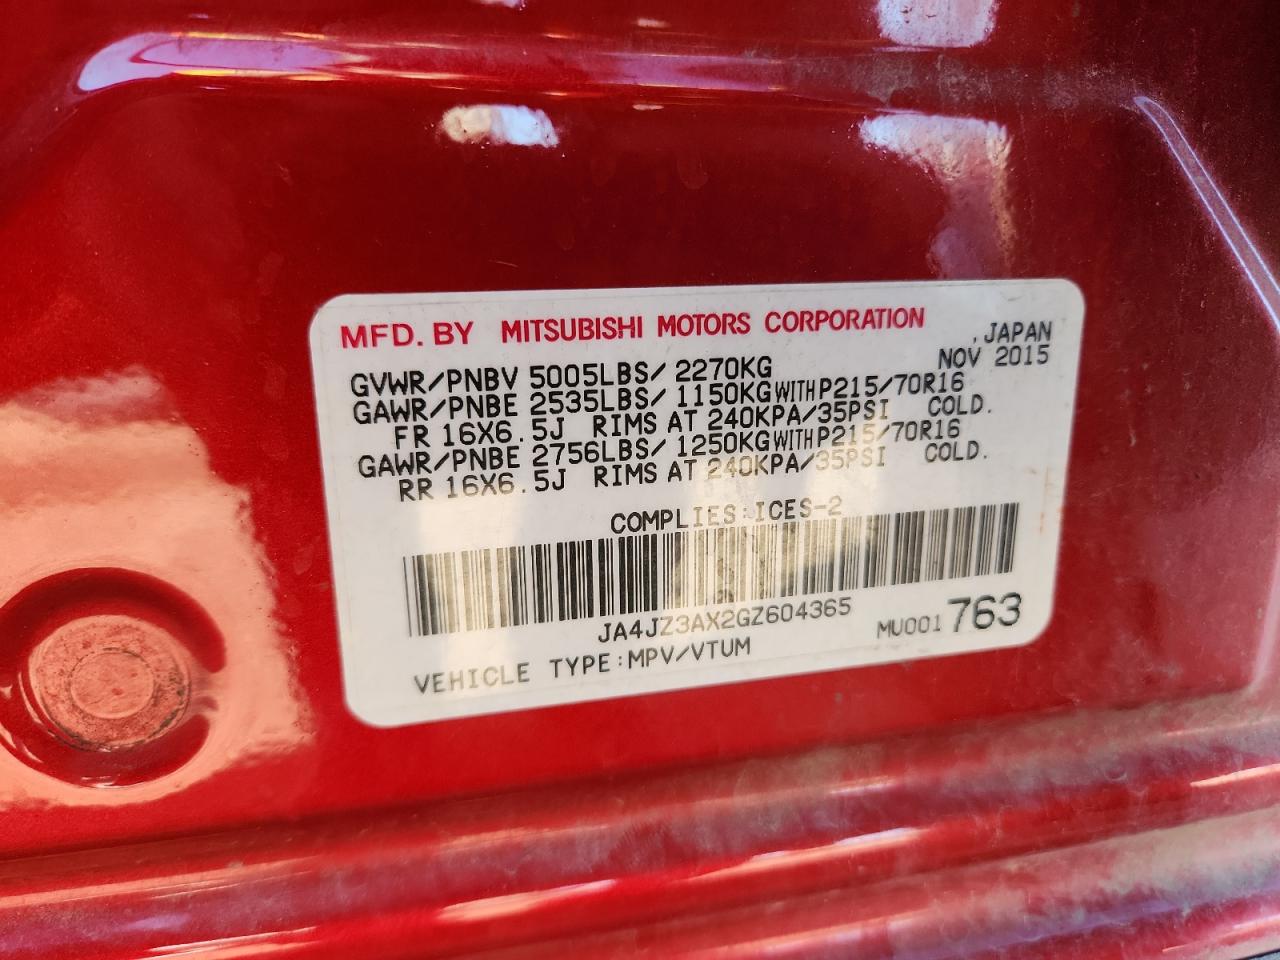 MFD. BY MITSUBISHI MOTORS CORPORATION
, JAPAN
NOV 2015
GVWR/PNBV 5005LBS/ 2270KG
GAWR/PNBE 2535LBS/ 1150KG WITH P215/70R16
FR 16X6.5J RIMS AT 240KPA/35PSI COLD.
GAWR/PNBE 2756LBS/ 1250KG WITH P215/70R16
RR 16X6.5J RIMS AT 240KPA/35PSI COLD.
COMPLIES:ICES-2
JA4JZ3AX2GZ604365
MU001 763
VEHICLE TYPE:MPV/VTUM